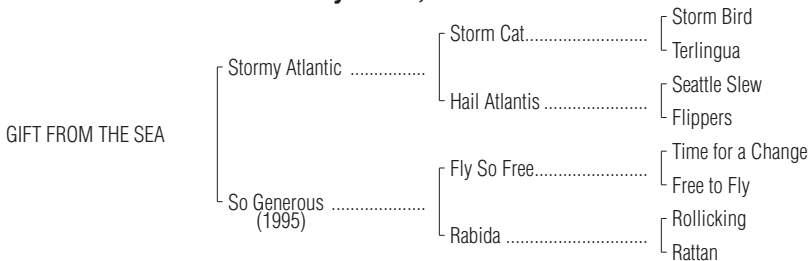 Storm Bird
Storm Cat..............................
Terlingua
Stormy Atlantic ................
Seattle Slew
Hail Atlantis .........................
Flippers
GIFT FROM THE SEA
Time for a Change
Fly So Free............................
Free to Fly
So Generous ....................
(1995)
Rollicking
Rabida ..................................
Rattan